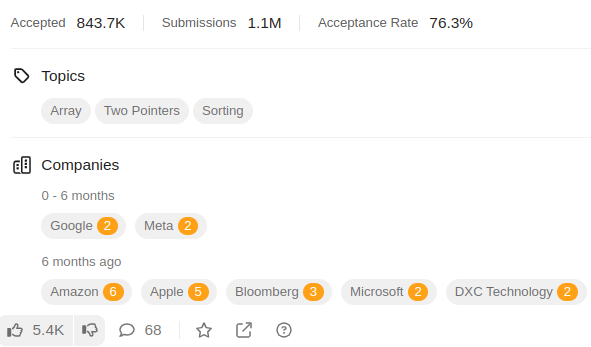 Accepted 843.7K Submissions 1.1M Acceptance Rate 76.3%
Topics
Array Two Pointers Sorting
Companies
0 - 6 months
Google 2 Meta 2
6 months ago
Amazon 6 Apple 5 Bloomberg 3 Microsoft 2 DXC Technology 2
5.4K 68 ?